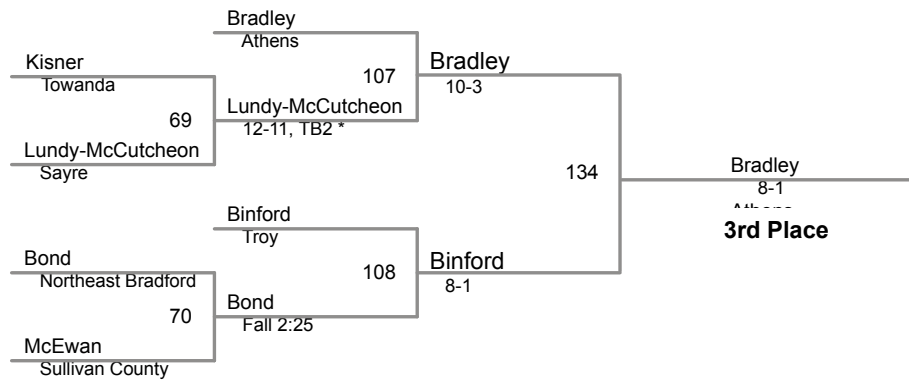 Bradley
Athens
Kisner
Towanda
107
Bradley
10-3
69
Lundy-McCutcheon
12-11, TB2 *
Lundy-McCutcheon
Sayre
134
Bradley
8-1
3rd Place
Binford
Troy
Bond
Northeast Bradford
108
Binford
8-1
70
Bond
Fall 2:25
McEwan
Sullivan County